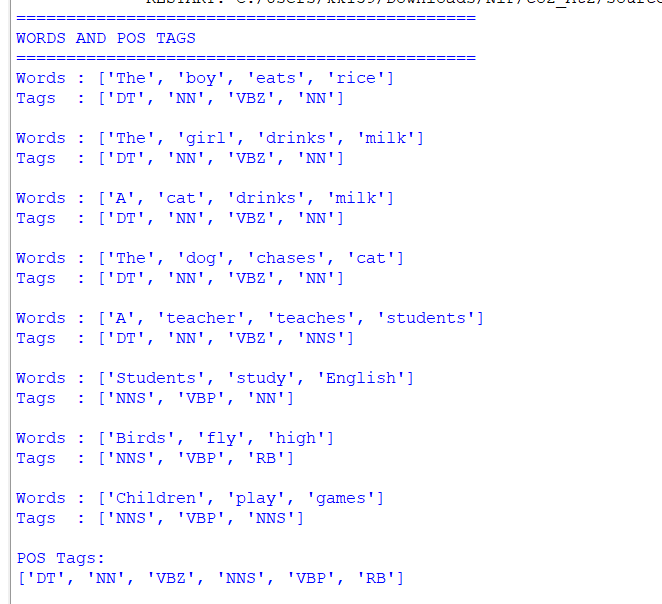 ==============================================
WORDS AND POS TAGS
==============================================
Words : ['The', 'boy', 'eats', 'rice']
Tags  : ['DT', 'NN', 'VBZ', 'NN']

Words : ['The', 'girl', 'drinks', 'milk']
Tags  : ['DT', 'NN', 'VBZ', 'NN']

Words : ['A', 'cat', 'drinks', 'milk']
Tags  : ['DT', 'NN', 'VBZ', 'NN']

Words : ['The', 'dog', 'chases', 'cat']
Tags  : ['DT', 'NN', 'VBZ', 'NN']

Words : ['A', 'teacher', 'teaches', 'students']
Tags  : ['DT', 'NN', 'VBZ', 'NNS']

Words : ['Students', 'study', 'English']
Tags  : ['NNS', 'VBP', 'NN']

Words : ['Birds', 'fly', 'high']
Tags  : ['NNS', 'VBP', 'RB']

Words : ['Children', 'play', 'games']
Tags  : ['NNS', 'VBP', 'NNS']

POS Tags:
['DT', 'NN', 'VBZ', 'NNS', 'VBP', 'RB']